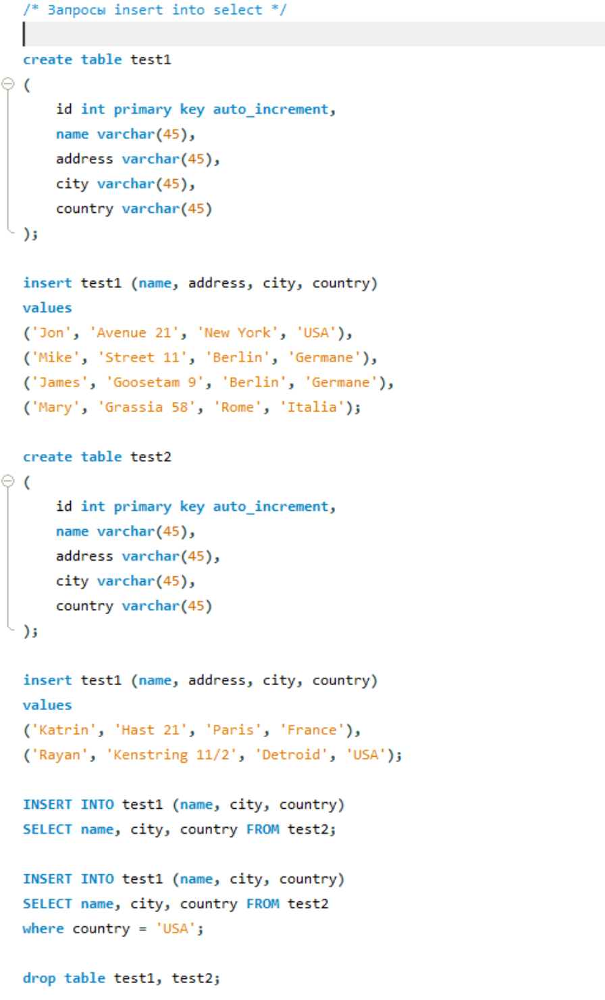 /* Запросы insert into select */
create table test1
(
id int primary key auto_increment,
name varchar(45),
address varchar(45),
city varchar(45),
country varchar(45)
);
insert test1 (name, address, city, country)
values
('Jon', 'Avenue 21', 'New York', 'USA'),
('Mike', 'Street 11', 'Berlin', 'Germane'),
('James', 'Goosetam 9', 'Berlin', 'Germane'),
('Mary', 'Grassia 58', 'Rome', 'Italia');
create table test2
(
id int primary key auto_increment,
name varchar(45),
address varchar(45),
city varchar(45),
country varchar(45)
);
insert test1 (name, address, city, country)
values
('Katrin', 'Hast 21', 'Paris', 'France'),
('Rayan', 'Kenstring 11/2', 'Detroid', 'USA');
INSERT INTO test1 (name, city, country)
SELECT name, city, country FROM test2;
INSERT INTO test1 (name, city, country)
SELECT name, city, country FROM test2
where country = 'USA';
drop table test1, test2;